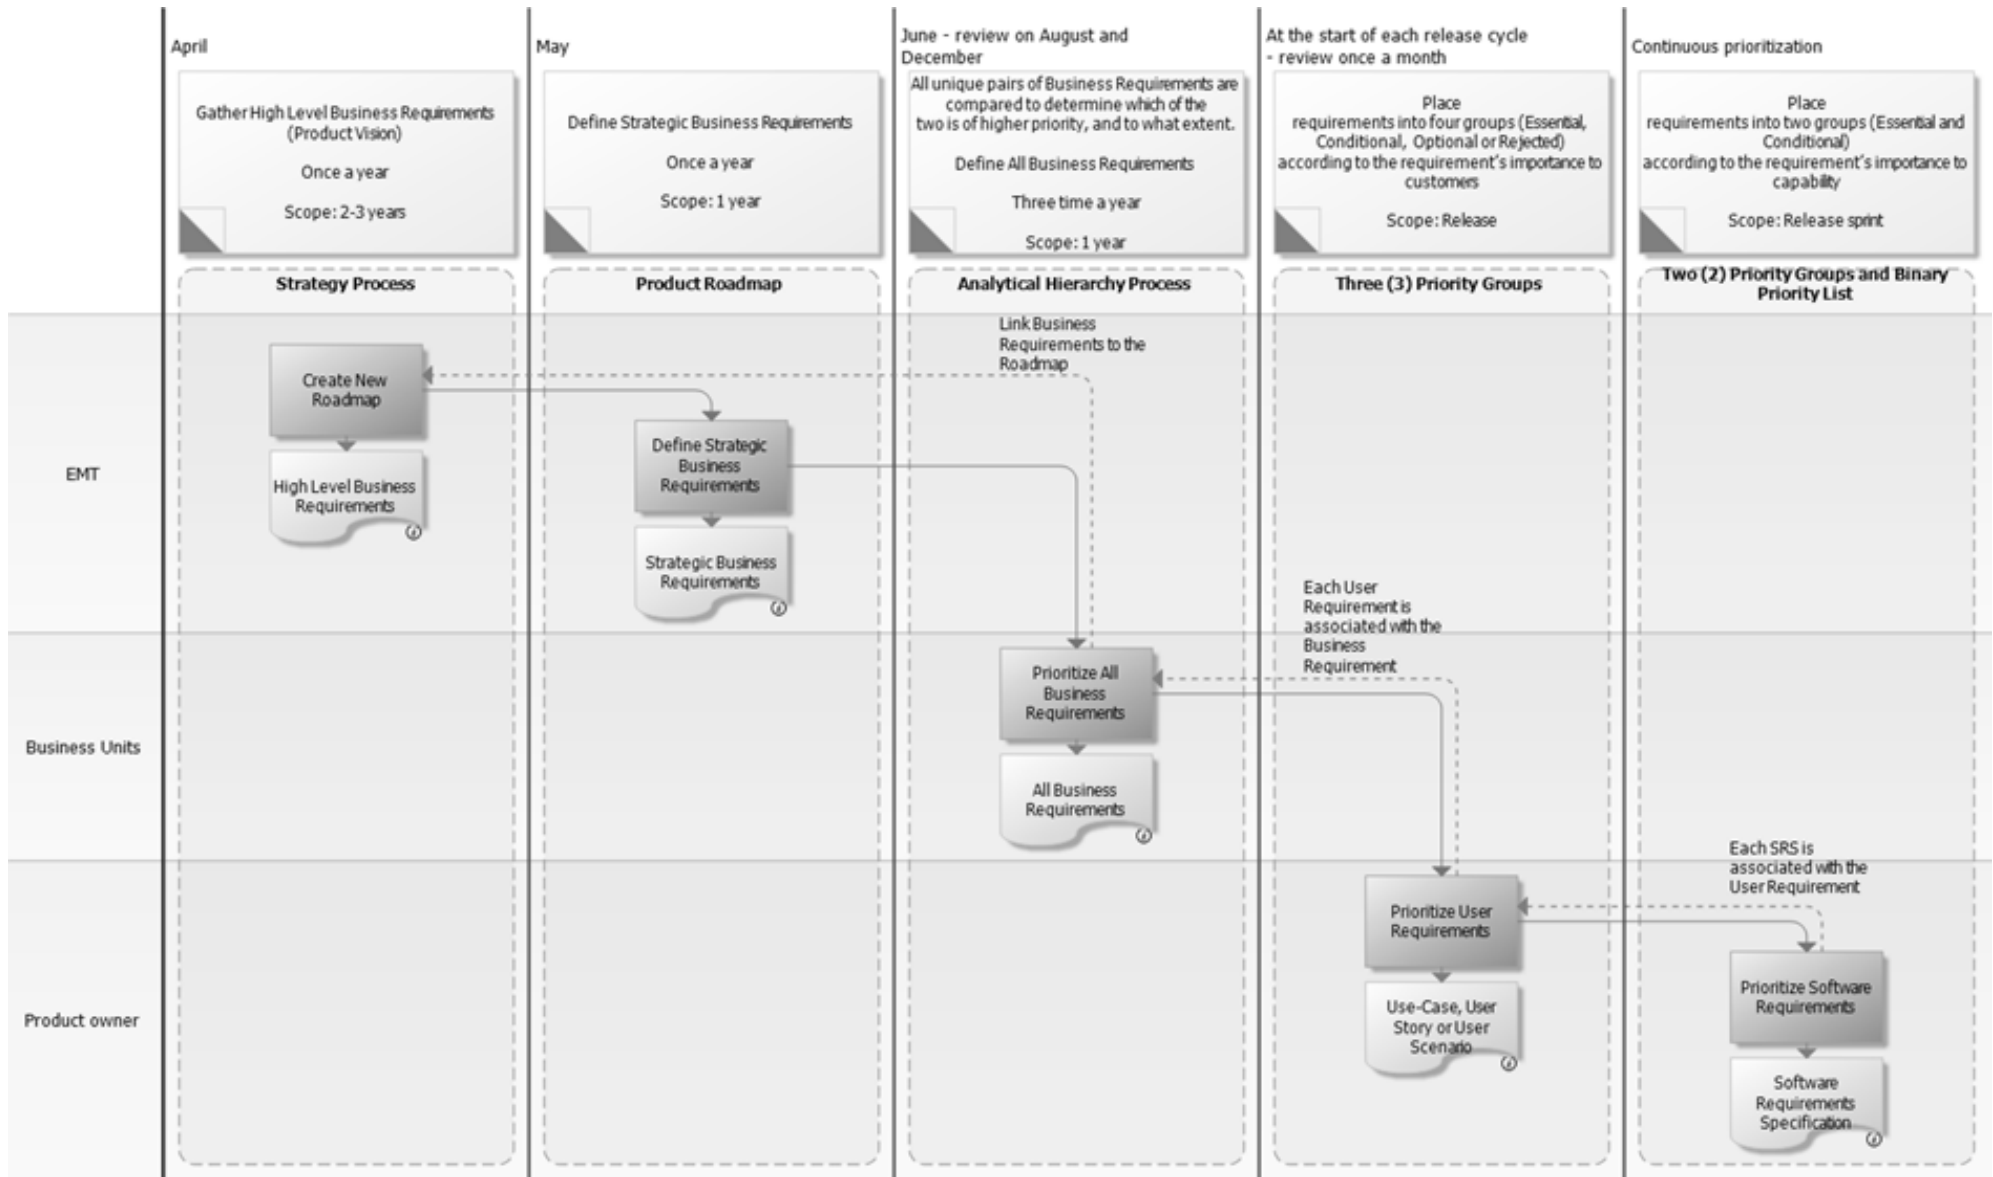 April
May
June - review on August and
December
At the start of each release cycle
- review once a month
Continuous prioritization
Gather High Level Business Requirements
(Product Vision)
Once a year
Scope: 2-3 years
Define Strategic Business Requirements
Once a year
Scope: 1 year
All unique pairs of Business Requirements are
compared to determine which of the
two is of higher priority, and to what extent.
Define All Business Requirements
Three time a year
Scope: 1 year
Place
requirements into four groups (Essential,
Conditional, Optional or Rejected)
according to the requirement's importance to
customers
Scope: Release
Place
requirements into two groups (Essential and
Conditional)
according to the requirement's importance to
capability
Scope: Release sprint
Strategy Process
Product Roadmap
Analytical Hierarchy Process
Three (3) Priority Groups
Two (2) Priority Groups and Binary
Priority List
EMT
Create New
Roadmap
High Level Business
Requirements
Define Strategic
Business
Requirements
Strategic Business
Requirements
Link Business
Requirements to the
Roadmap
Business Units
Prioritize All
Business
Requirements
All Business
Requirements
Each User
Requirement is
associated with the
Business
Requirement
Product owner
Prioritize User
Requirements
Use-Case, User
Story or User
Scenario
Each SRS is
associated with the
User Requirement
Prioritize Software
Requirements
Software
Requirements
Specification